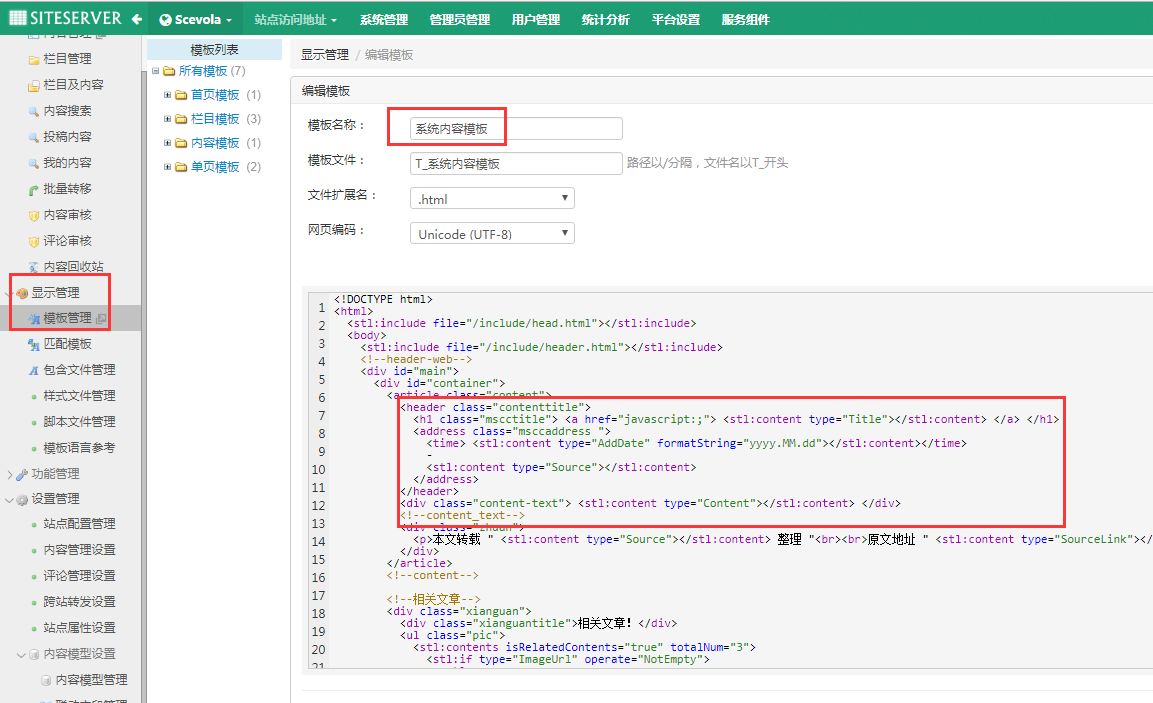 SITESERVER
Scevola
站点访问地址
系统管理
管理员管理
用户管理
统计分析
平台设置
服务组件
内容管理
栏目管理
栏目及内容
内容搜索
投稿内容
我的内容
批量转移
内容审核
评论审核
内容回收站
显示管理
模板管理
匹配模板
包含文件管理
样式文件管理
脚本文件管理
模板语言参考
功能管理
设置管理
站点配置管理
内容管理设置
评论管理设置
跨站转发设置
站点属性设置
内容模型设置
内容模型管理
模板列表
所有模板 (7)
首页模板 (1)
栏目模板 (3)
内容模板 (1)
单页模板 (2)
显示管理 / 编辑模板
编辑模板
模板名称： 系统内容模板
模板文件： T_系统内容模板 路径以/分隔，文件名以T_开头
文件扩展名： .html
网页编码： Unicode (UTF-8)
1 <!DOCTYPE html>
2 <html>
3 <stl:include file="/include/head.html"></stl:include>
4 <body>
5 <stl:include file="/include/header.html"></stl:include>
6 <!--header-web-->
7 <div id="main">
8 <div id="container">
9 <article class="content">
10 <header class="contenttitle">
11 <h1 class="mscctitle"> <a href="javascript:;"> <stl:content type="Title"></stl:content> </a> </h1>
12 <address class="msccaddress ">
13 <time> <stl:content type="AddDate" formatString="yyyy.MM.dd"></stl:content></time>
14 -
15 <stl:content type="Source"></stl:content>
16 </address>
17 </header>
18 <div class="content-text"> <stl:content type="Content"></stl:content> </div>
19 <!--content_text-->
20 <div class="zhuan">
21 <p>本文转载 " <stl:content type="Source"></stl:content> 整理 "<br><br>原文地址 " <stl:content type="SourceLink"></
</div>
</article>
<!--content-->
<!--相关文章-->
<div class="xianguan">
<div class="xianguantitle">相关文章！</div>
<ul class="pic">
<stl:contents isRelatedContents="true" totalNum="3">
<stl:if type="ImageUrl" operate="NotEmpty">